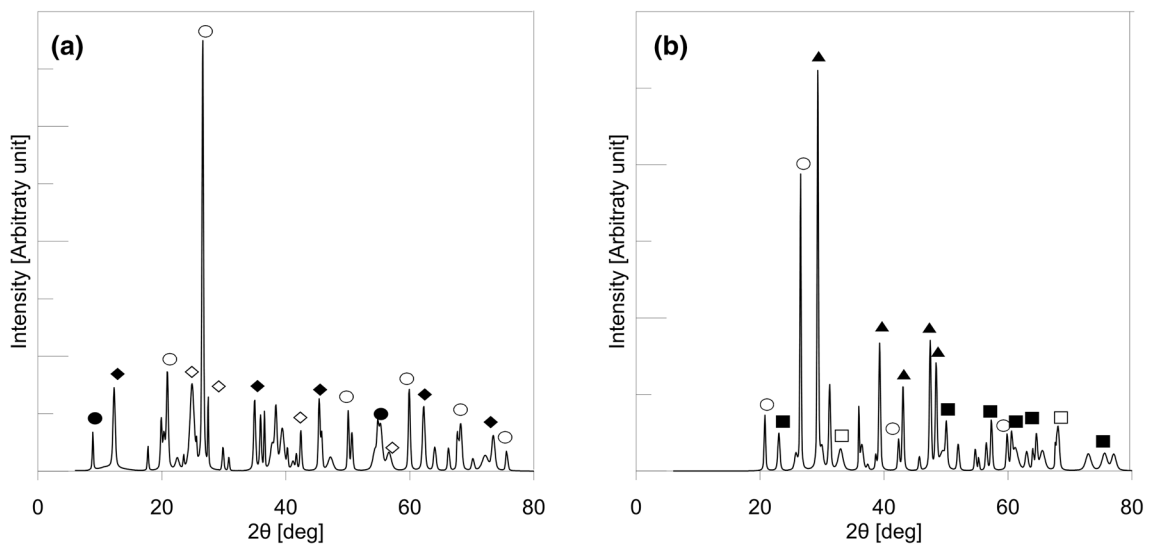 (a)
Intensity [Arbitraty unit]
0
20
40
60
80
2θ [deg]
(b)
Intensity [Arbitraty unit]
0
20
40
60
80
2θ [deg]